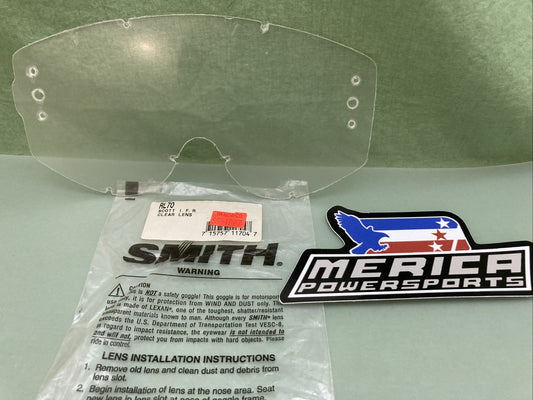 RL70
SCOTT I.F.R.
CLEAR LENS
7 15757 11704 7
SMITH
WARNING
CAUTION
This is NOT a safety goggle! This goggle is for motorsport
use only, it is for protection from WIND AND DUST only. The
lens is made of LEXAN®, one of the toughest, shatter/resistant
transparent materials known to man. Although every SMITH lens
exceeds the U.S. Department of Transportation Test VESC-8,
in regard to impact resistance, the eyewear is not intended to
and will not, protect you from impacts with hard objects. Please
ride in control.
LENS INSTALLATION INSTRUCTIONS
1. Remove old lens and clean dust and debris from
lens slot.
2. Begin installation of lens at the nose area. Seat
new lens in lens slot at nose of goggle frame.
MERICA
POWERSPORTS